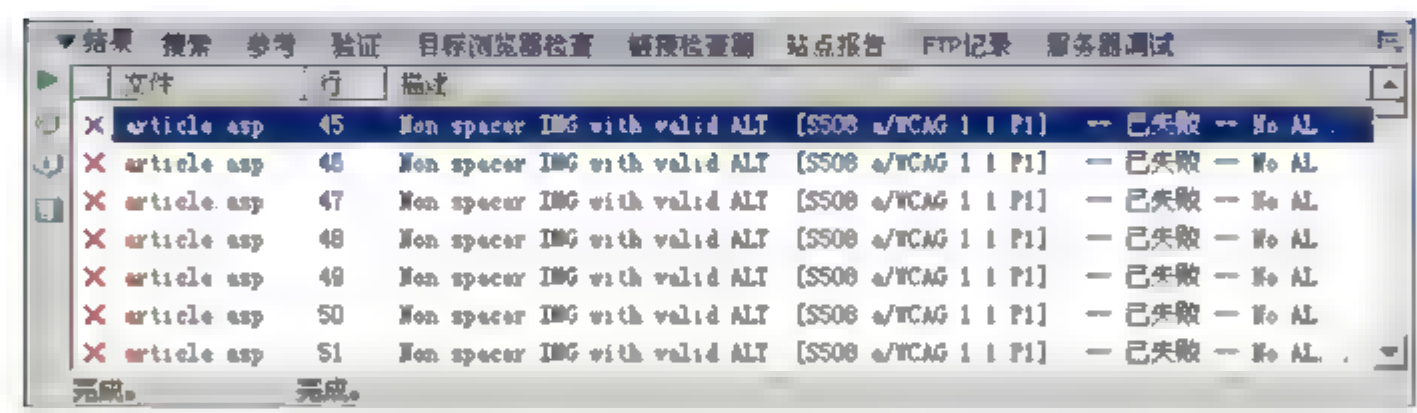 结果 搜索 参考 验证 目标浏览器检查 链接检查器 站点报告 FTP记录 服务器调试
文件 行 描述
article.asp 45 Non spacer IMG with valid ALT [S508 a/WCAG 1.1 P1] -- 已失败 -- No AL..
article.asp 46 Non spacer IMG with valid ALT [S508 a/WCAG 1.1 P1] -- 已失败 -- No AL..
article.asp 47 Non spacer IMG with valid ALT [S508 a/WCAG 1.1 P1] -- 已失败 -- No AL..
article.asp 48 Non spacer IMG with valid ALT [S508 a/WCAG 1.1 P1] -- 已失败 -- No AL..
article.asp 49 Non spacer IMG with valid ALT [S508 a/WCAG 1.1 P1] -- 已失败 -- No AL..
article.asp 50 Non spacer IMG with valid ALT [S508 a/WCAG 1.1 P1] -- 已失败 -- No AL..
article.asp 51 Non spacer IMG with valid ALT [S508 a/WCAG 1.1 P1] -- 已失败 -- No AL..
完成。 完成。